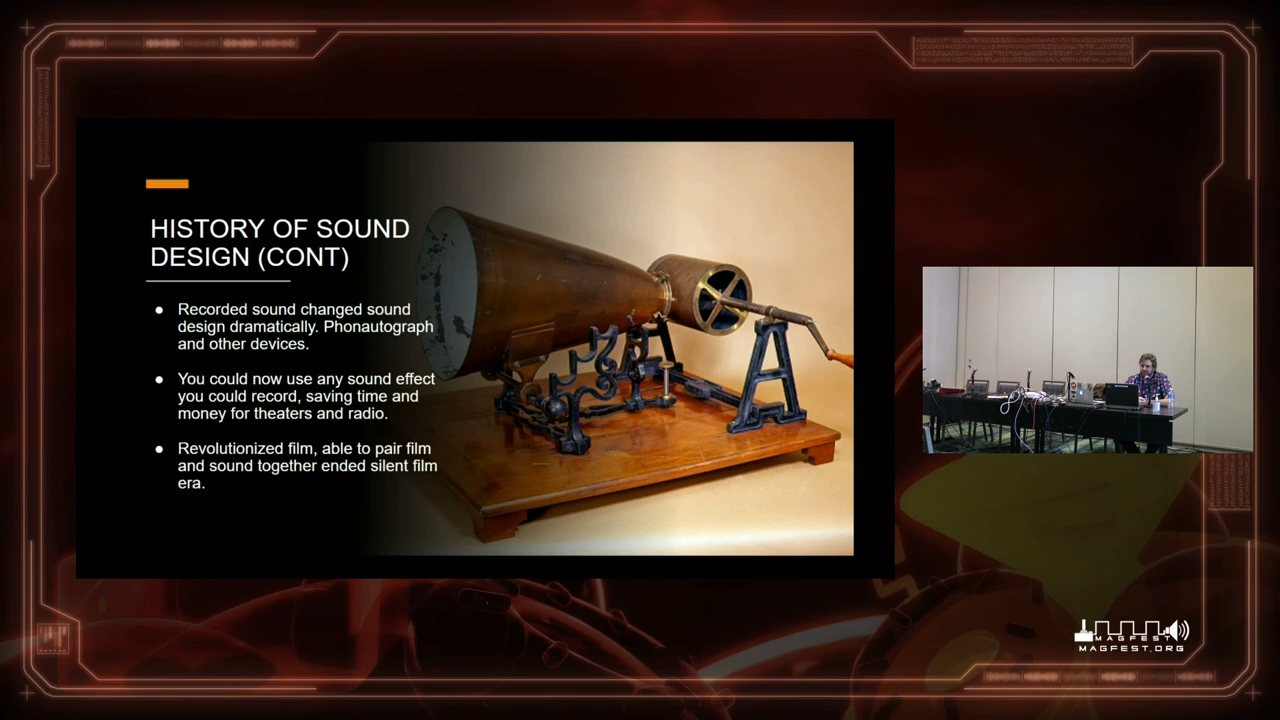 HISTORY OF SOUND
DESIGN (CONT)
● Recorded sound changed sound
design dramatically. Phonautograph
and other devices.
● You could now use any sound effect
you could record, saving time and
money for theaters and radio.
● Revolutionized film, able to pair film
and sound together ended silent film
era.
MAGFEST
MAGFEST.ORG